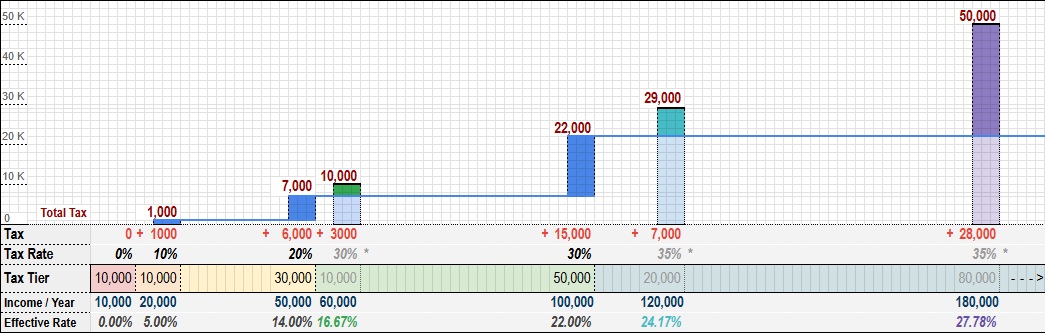 50 K
50,000
40 K
30 K
29,000
20 K
22,000
10 K
7,000
10,000
0
Total Tax
1,000
Tax 0 + 1000 + 6,000 + 3000 + 15,000 + 7,000 + 28,000
Tax Rate 0% 10% 20% 30% * 30% 35% * 35% *
Tax Tier 10,000 10,000 30,000 10,000 50,000 20,000 80,000 - - - >
Income / Year 10,000 20,000 50,000 60,000 100,000 120,000 180,000
Effective Rate 0.00% 5.00% 14.00% 16.67% 22.00% 24.17% 27.78%